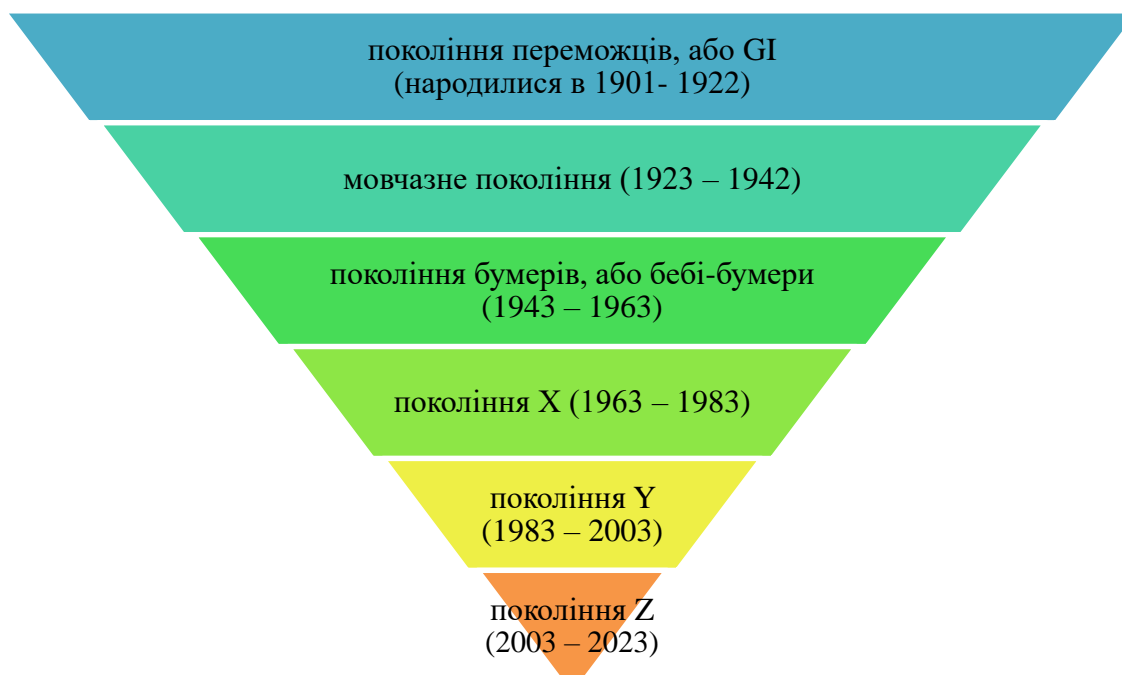 покоління переможців, або GI
(народилися в 1901- 1922)
мовчазне покоління (1923 – 1942)
покоління бумерів, або бебі-бумери
(1943 – 1963)
покоління X (1963 – 1983)
покоління Y
(1983 – 2003)
покоління Z
(2003 – 2023)